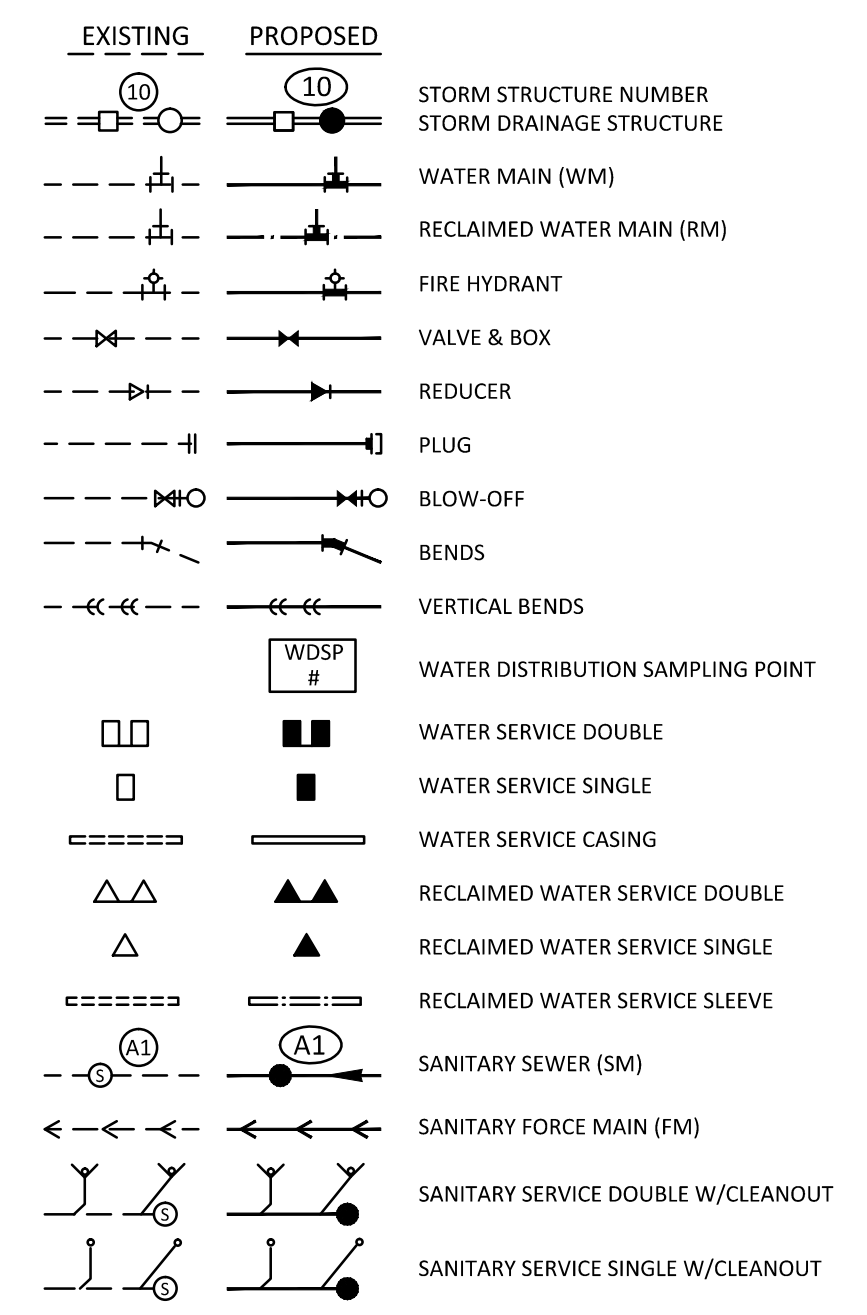 EXISTING PROPOSED
10 10 STORM STRUCTURE NUMBER
STORM DRAINAGE STRUCTURE
WATER MAIN (WM)
RECLAIMED WATER MAIN (RM)
FIRE HYDRANT
VALVE & BOX
REDUCER
PLUG
BLOW-OFF
BENDS
VERTICAL BENDS
WDSP
# WATER DISTRIBUTION SAMPLING POINT
WATER SERVICE DOUBLE
WATER SERVICE SINGLE
WATER SERVICE CASING
RECLAIMED WATER SERVICE DOUBLE
RECLAIMED WATER SERVICE SINGLE
RECLAIMED WATER SERVICE SLEEVE
A1 A1
S SANITARY SEWER (SM)
SANITARY FORCE MAIN (FM)
S SANITARY SERVICE DOUBLE W/CLEANOUT
S SANITARY SERVICE SINGLE W/CLEANOUT